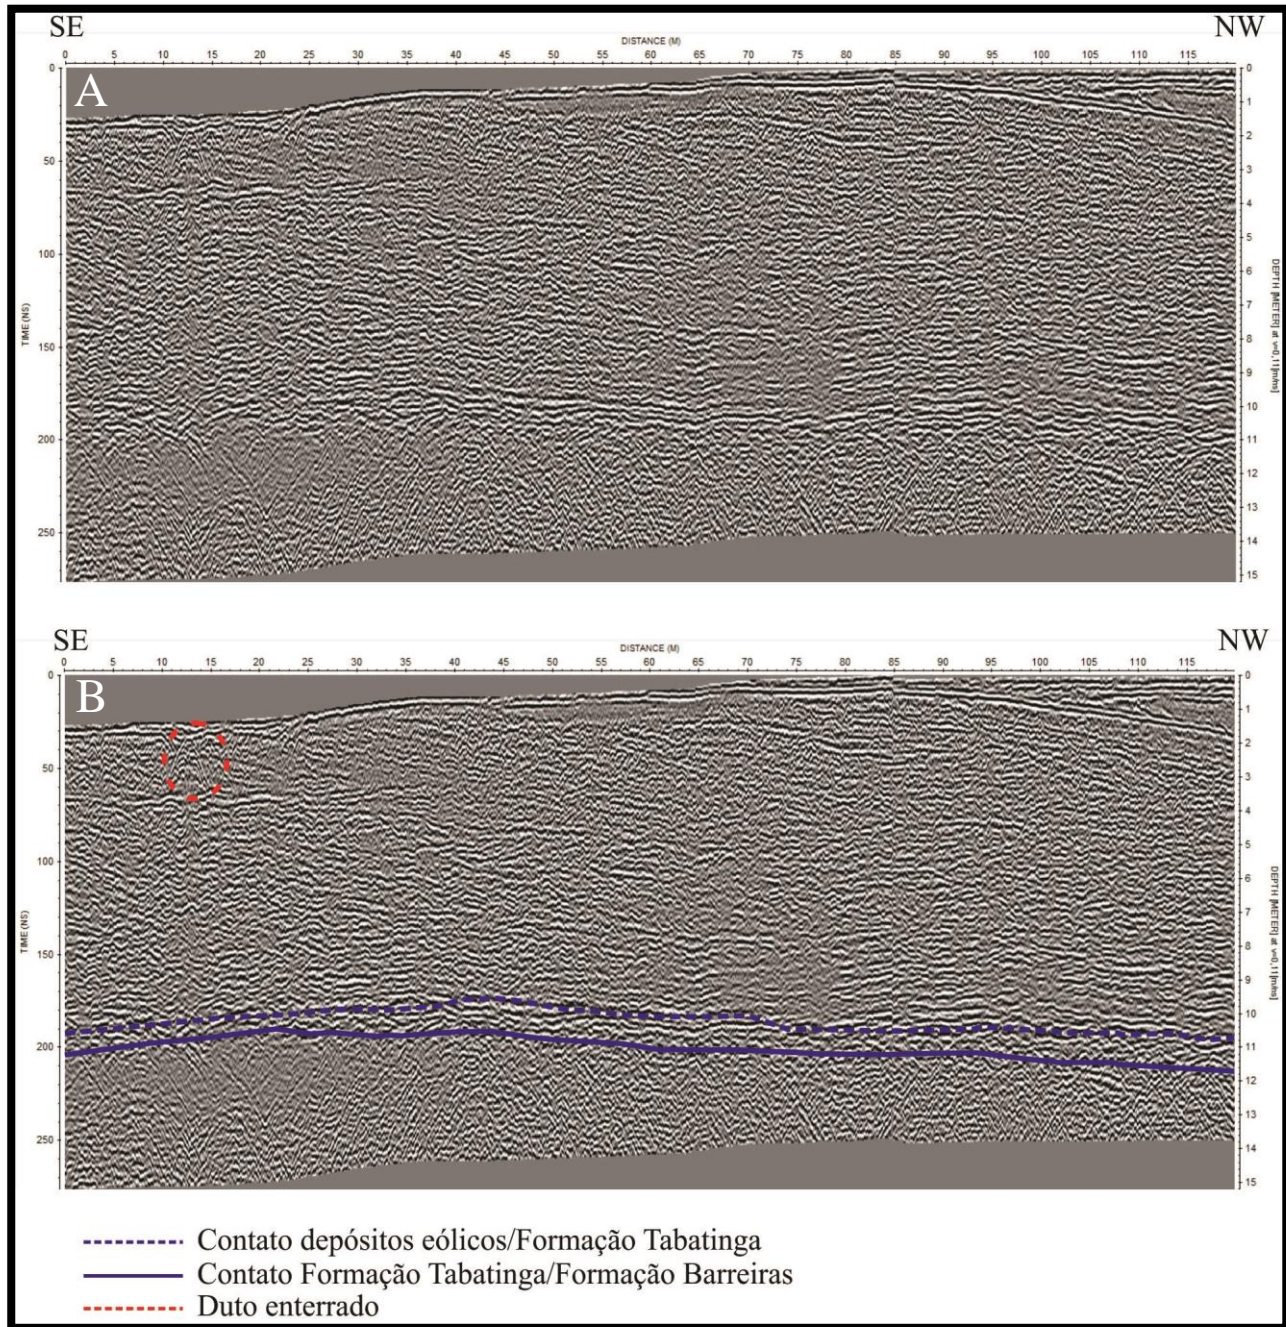 SE NW
DISTANCE (M)
0 5 10 15 20 25 30 35 40 45 50 55 60 65 70 75 80 85 90 95 100 105 110 115
A
0
50
100
150
200
250
TIME (NS)
0
1
2
3
4
5
6
7
8
9
10
11
12
13
14
15
DEPTH [METER] at v=0,11[m/ns]
SE NW
DISTANCE (M)
0 5 10 15 20 25 30 35 40 45 50 55 60 65 70 75 80 85 90 95 100 105 110 115
B
0
50
100
150
200
250
TIME (NS)
0
1
2
3
4
5
6
7
8
9
10
11
12
13
14
15
DEPTH [METER] at v=0,11[m/ns]
Contato depósitos eólicos/Formação Tabatinga
Contato Formação Tabatinga/Formação Barreiras
Duto enterrado